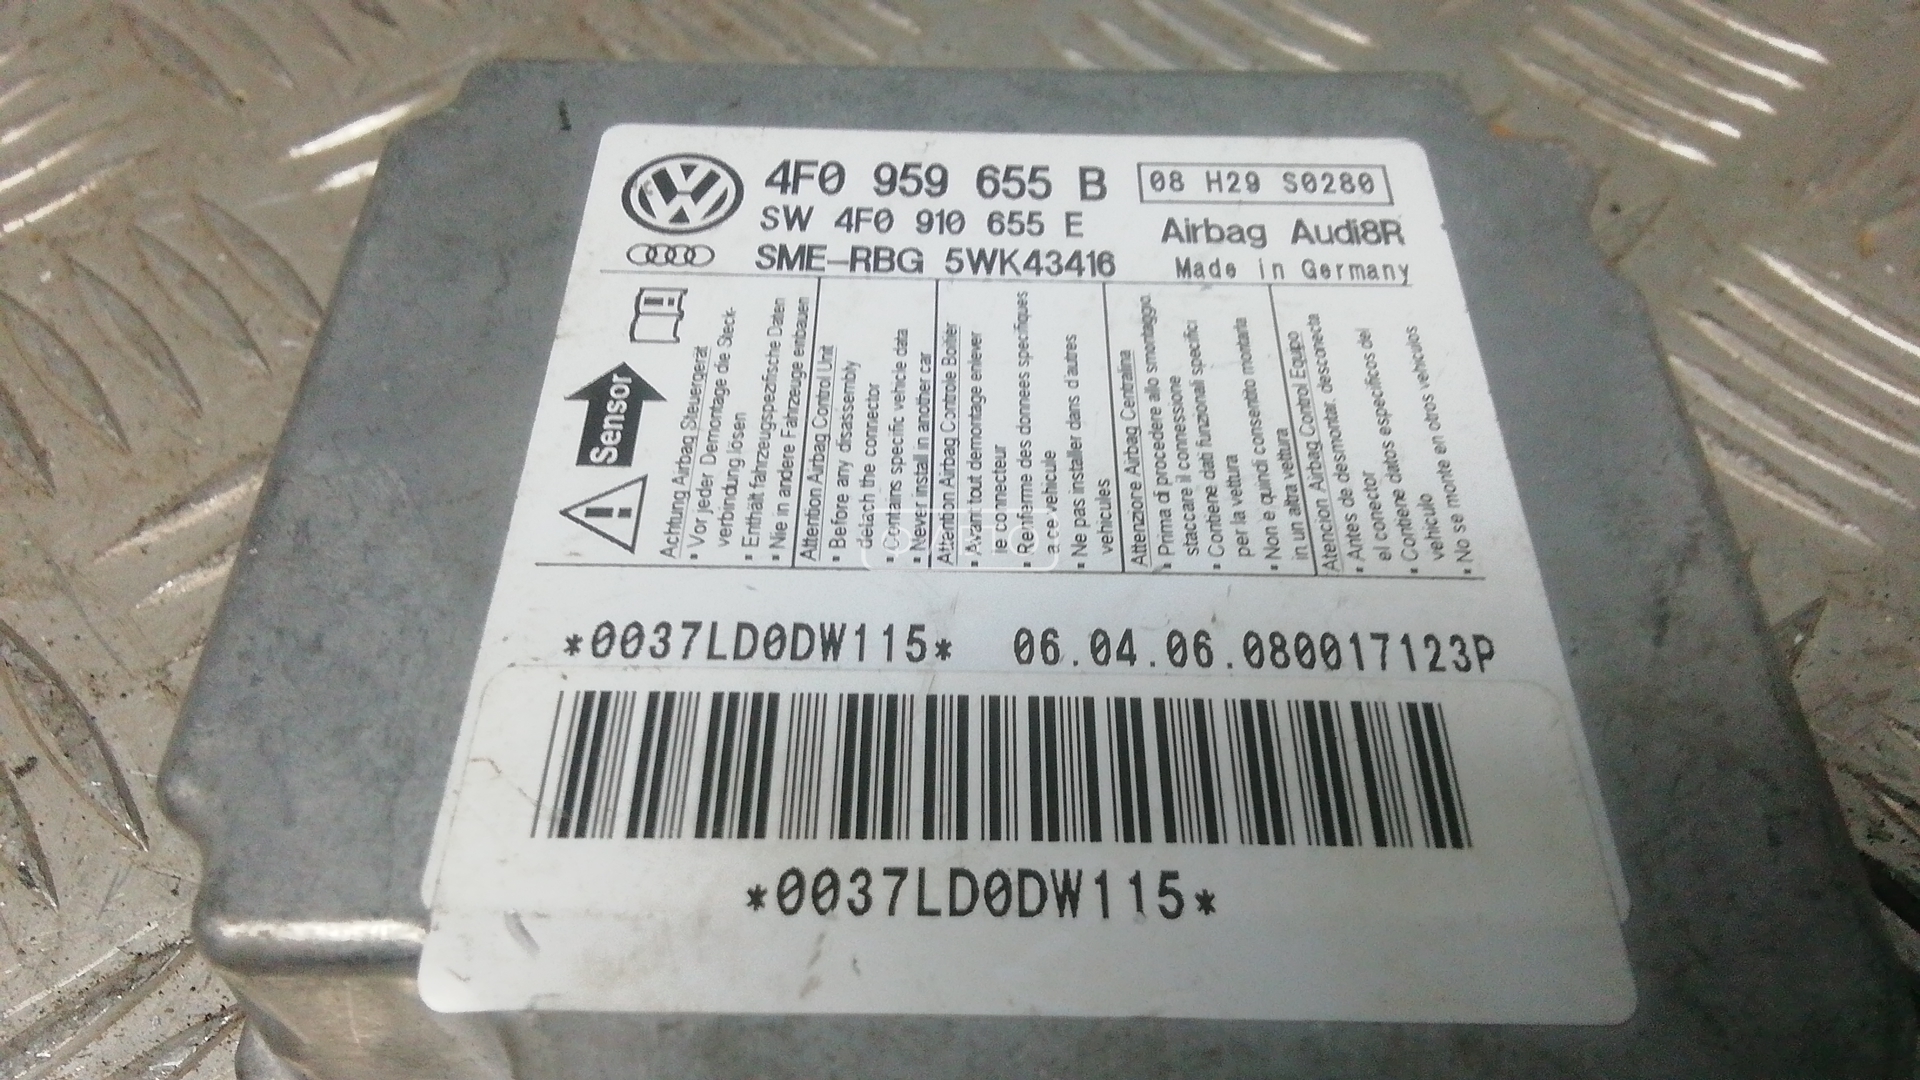 4F0 959 655 B
08 H29 S0280
SW 4F0 910 655 E
Airbag Audi8R
SME-RBG 5WK43416
Made in Germany
Sensor
Achtung Airbag Steuergerät
▪ Vor jeder Demontage die Steck-
verbindung lösen
▪ Enthält fahrzeugspezifische Daten
▪ Nie in andere Fahrzeuge einbauen
Attention Airbag Control Unit
▪ Before any disassembly
detach the connector
▪ Contains specific vehicle data
▪ Never install in another car
Attention Airbag Controle Boitier
▪ Avant tout demontage enlever
le connecteur
▪ Renferme des données specifiques
a ce vehicule
▪ Ne pas installer dans d'autres
vehicules
Attenzione Airbag Centralina
▪ Prima di procedere allo smontaggio,
staccare il connessione
▪ Contiene dati funzionali specifici
per la vettura
▪ Non e quindi consentito montarla
in un altra vettura
Atencion Airbag Control Equipo
▪ Antes de desmontar, desconecte
el conector
▪ Contiene datos especificos del
vehiculo
▪ No se monte en otros vehiculos
*0037LD0DW115* 06.04.06.080017123P
*0037LD0DW115*